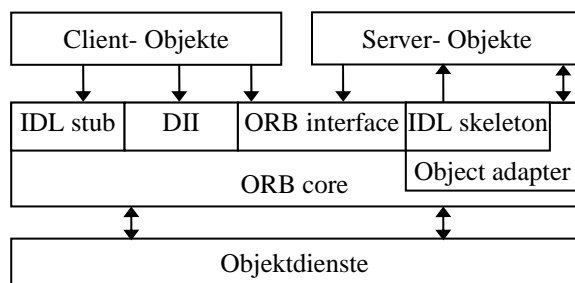 Client- Objekte
Server- Objekte
IDL stub
DII
ORB interface
IDL skeleton
Object adapter
ORB core
Objektdienste